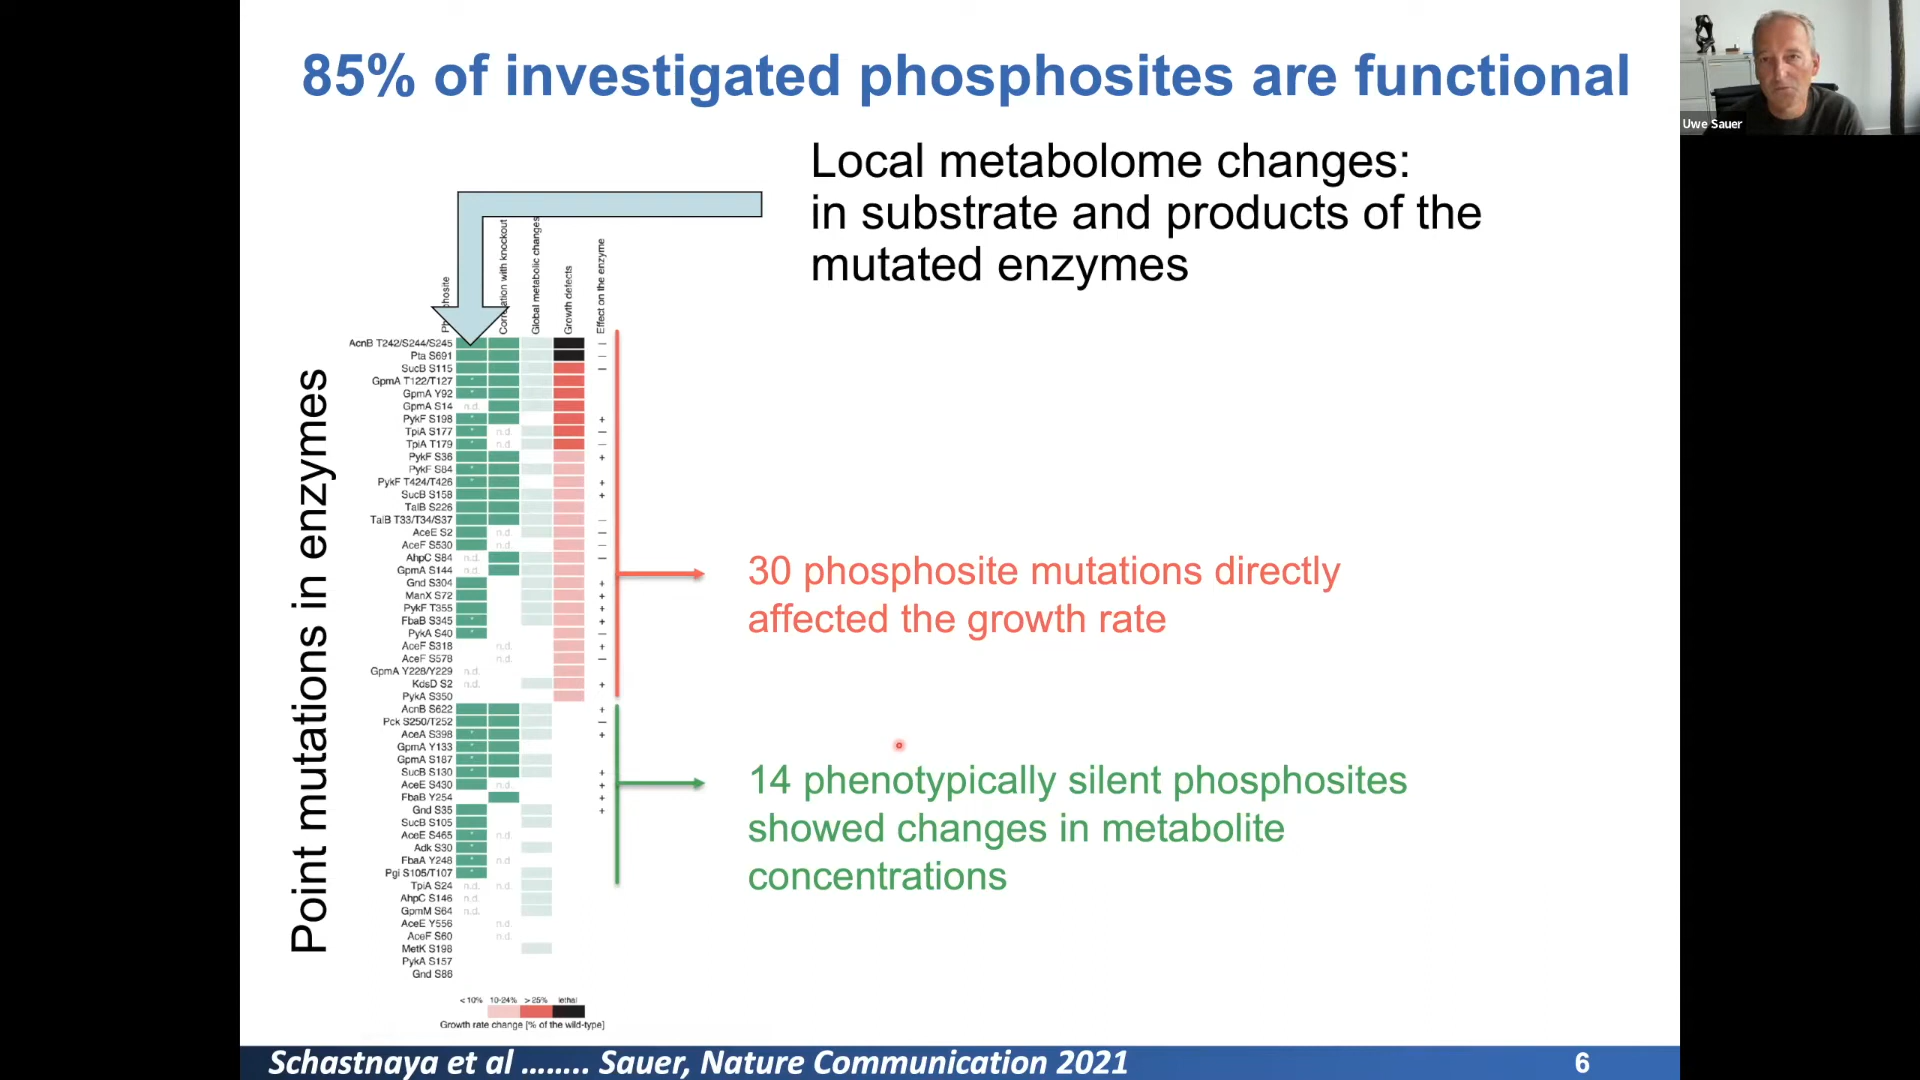 85% of investigated phosphosites are functional
Uwe Sauer
Local metabolome changes:
in substrate and products of the
mutated enzymes
Correlation with knockout
Global metabolic changes
Growth defects
Effect on the enzyme
Point mutations in enzymes
AcnB T242/S244/S245 –
Pta S691 –
SucB S115 –
GpmA T122/T127 *
GpmA Y92 *
GpmA S14 n.d.
PykF S198 * +
TpiA S177 * n.d. –
TpiA T179 * n.d. –
PykF S36 +
PykF S84 *
PykF T424/T426 * +
SucB S158 +
TalB S226
TalB T33/T34/S37 –
AceE S2 n.d. –
AceF S530 n.d. –
AhpC S84 n.d. –
GpmA S144 n.d.
Gnd S304 +
ManX S72 +
PykF T355 +
FbaB S345 * +
PykA S40 * –
AceF S318 n.d. +
AceF S578 n.d. –
GpmA Y228/Y229 n.d.
KdsD S2 n.d. +
PykA S350
AcnB S622 +
Pck S250/T252 –
AceA S398 * +
GpmA Y133 *
GpmA S187 *
SucB S130 * +
AceE S430 n.d. +
FbaB Y254 +
Gnd S35 +
SucB S105
AceE S465 * n.d.
Adk S30 *
FbaA Y248 * n.d
Pgi S105/T107 *
TpiA S24 n.d. n.d.
AhpC S146 n.d.
GpmM S64 n.d.
AceE Y556 n.d.
AceF S60 n.d.
MetK S198
PykA S157
Gnd S86
30 phosphosite mutations directly
affected the growth rate
14 phenotypically silent phosphosites
showed changes in metabolite
concentrations
< 10% 10-24% > 25% lethal
Growth rate change [% of the wild-type]
Schastnaya et al …….. Sauer, Nature Communication 2021
6